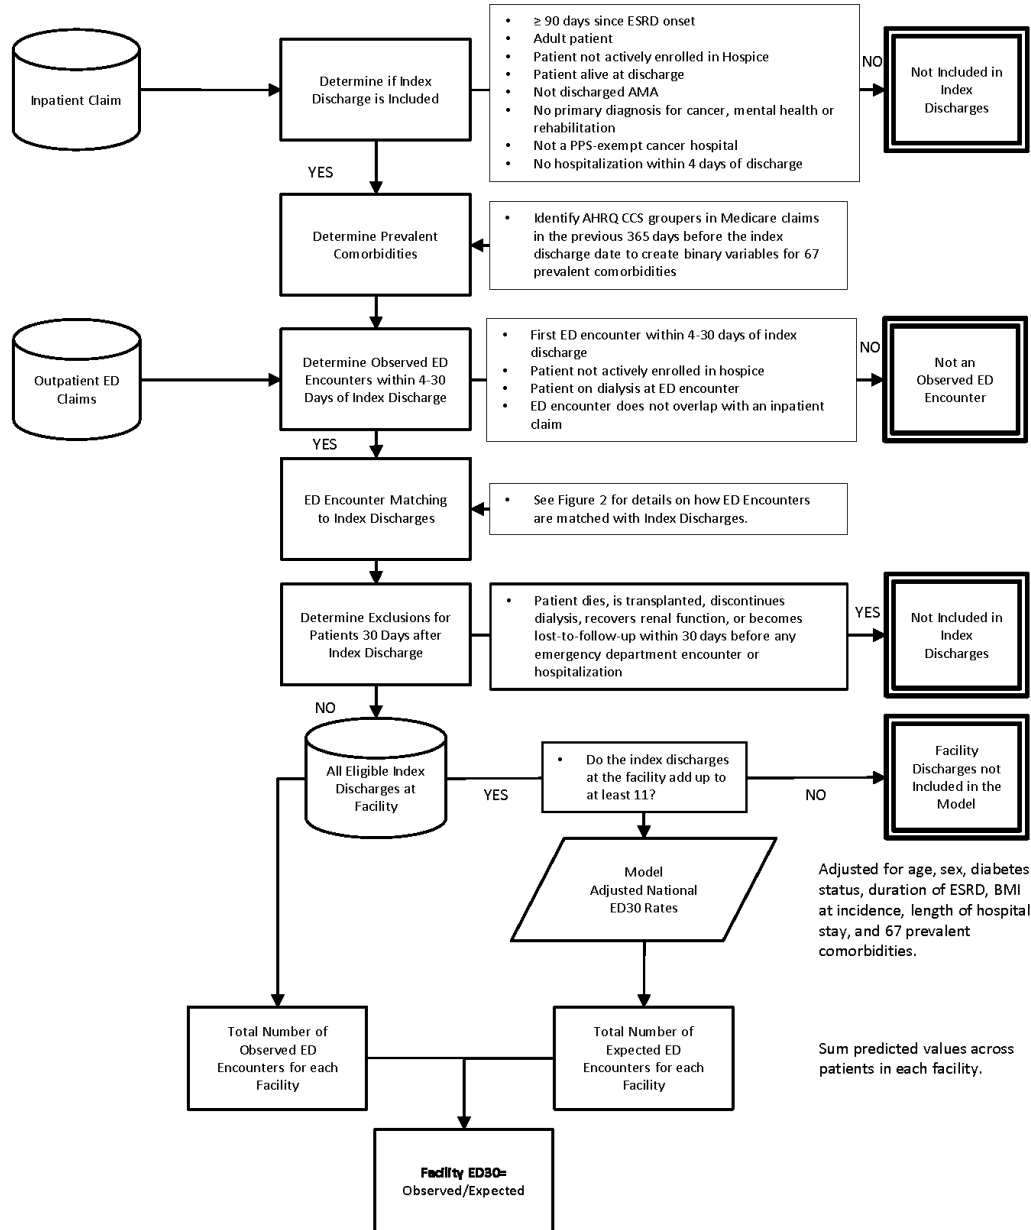 Inpatient Claim
Determine if Index
Discharge is Included
• ≥ 90 days since ESRD onset
• Adult patient
• Patient not actively enrolled in Hospice
• Patient alive at discharge
• Not discharged AMA
• No primary diagnosis for cancer, mental health or
rehabilitation
• Not a PPS-exempt cancer hospital
• No hospitalization within 4 days of discharge
NO
Not Included in
Index
Discharges
YES
Determine Prevalent
Comorbidities
• Identify AHRQ CCS groupers in Medicare claims
in the previous 365 days before the index
discharge date to create binary variables for 67
prevalent comorbidities
Outpatient ED
Claims
Determine Observed ED
Encounters within 4-30
Days of Index Discharge
• First ED encounter within 4-30 days of index
discharge
• Patient not actively enrolled in hospice
• Patient on dialysis at ED encounter
• ED encounter does not overlap with an inpatient
claim
NO
Not an
Observed ED
Encounter
YES
ED Encounter Matching
to Index Discharges
• See Figure 2 for details on how ED Encounters
are matched with Index Discharges.
Determine Exclusions for
Patients 30 Days after
Index Discharge
• Patient dies, is transplanted, discontinues
dialysis, recovers renal function, or becomes
lost-to-follow-up within 30 days before any
emergency department encounter or
hospitalization
YES
Not Included in
Index
Discharges
NO
All Eligible Index
Discharges at
Facility
YES
• Do the index discharges
at the facility add up to
at least 11?
NO
Facility
Discharges not
Included in the
Model
Model
Adjusted National
ED30 Rates
Adjusted for age, sex, diabetes
status, duration of ESRD, BMI
at incidence, length of hospital
stay, and 67 prevalent
comorbidities.
Total Number of
Observed ED
Encounters for each
Facility
Total Number of
Expected ED
Encounters for each
Facility
Sum predicted values across
patients in each facility.
Facility ED30=
Observed/Expected